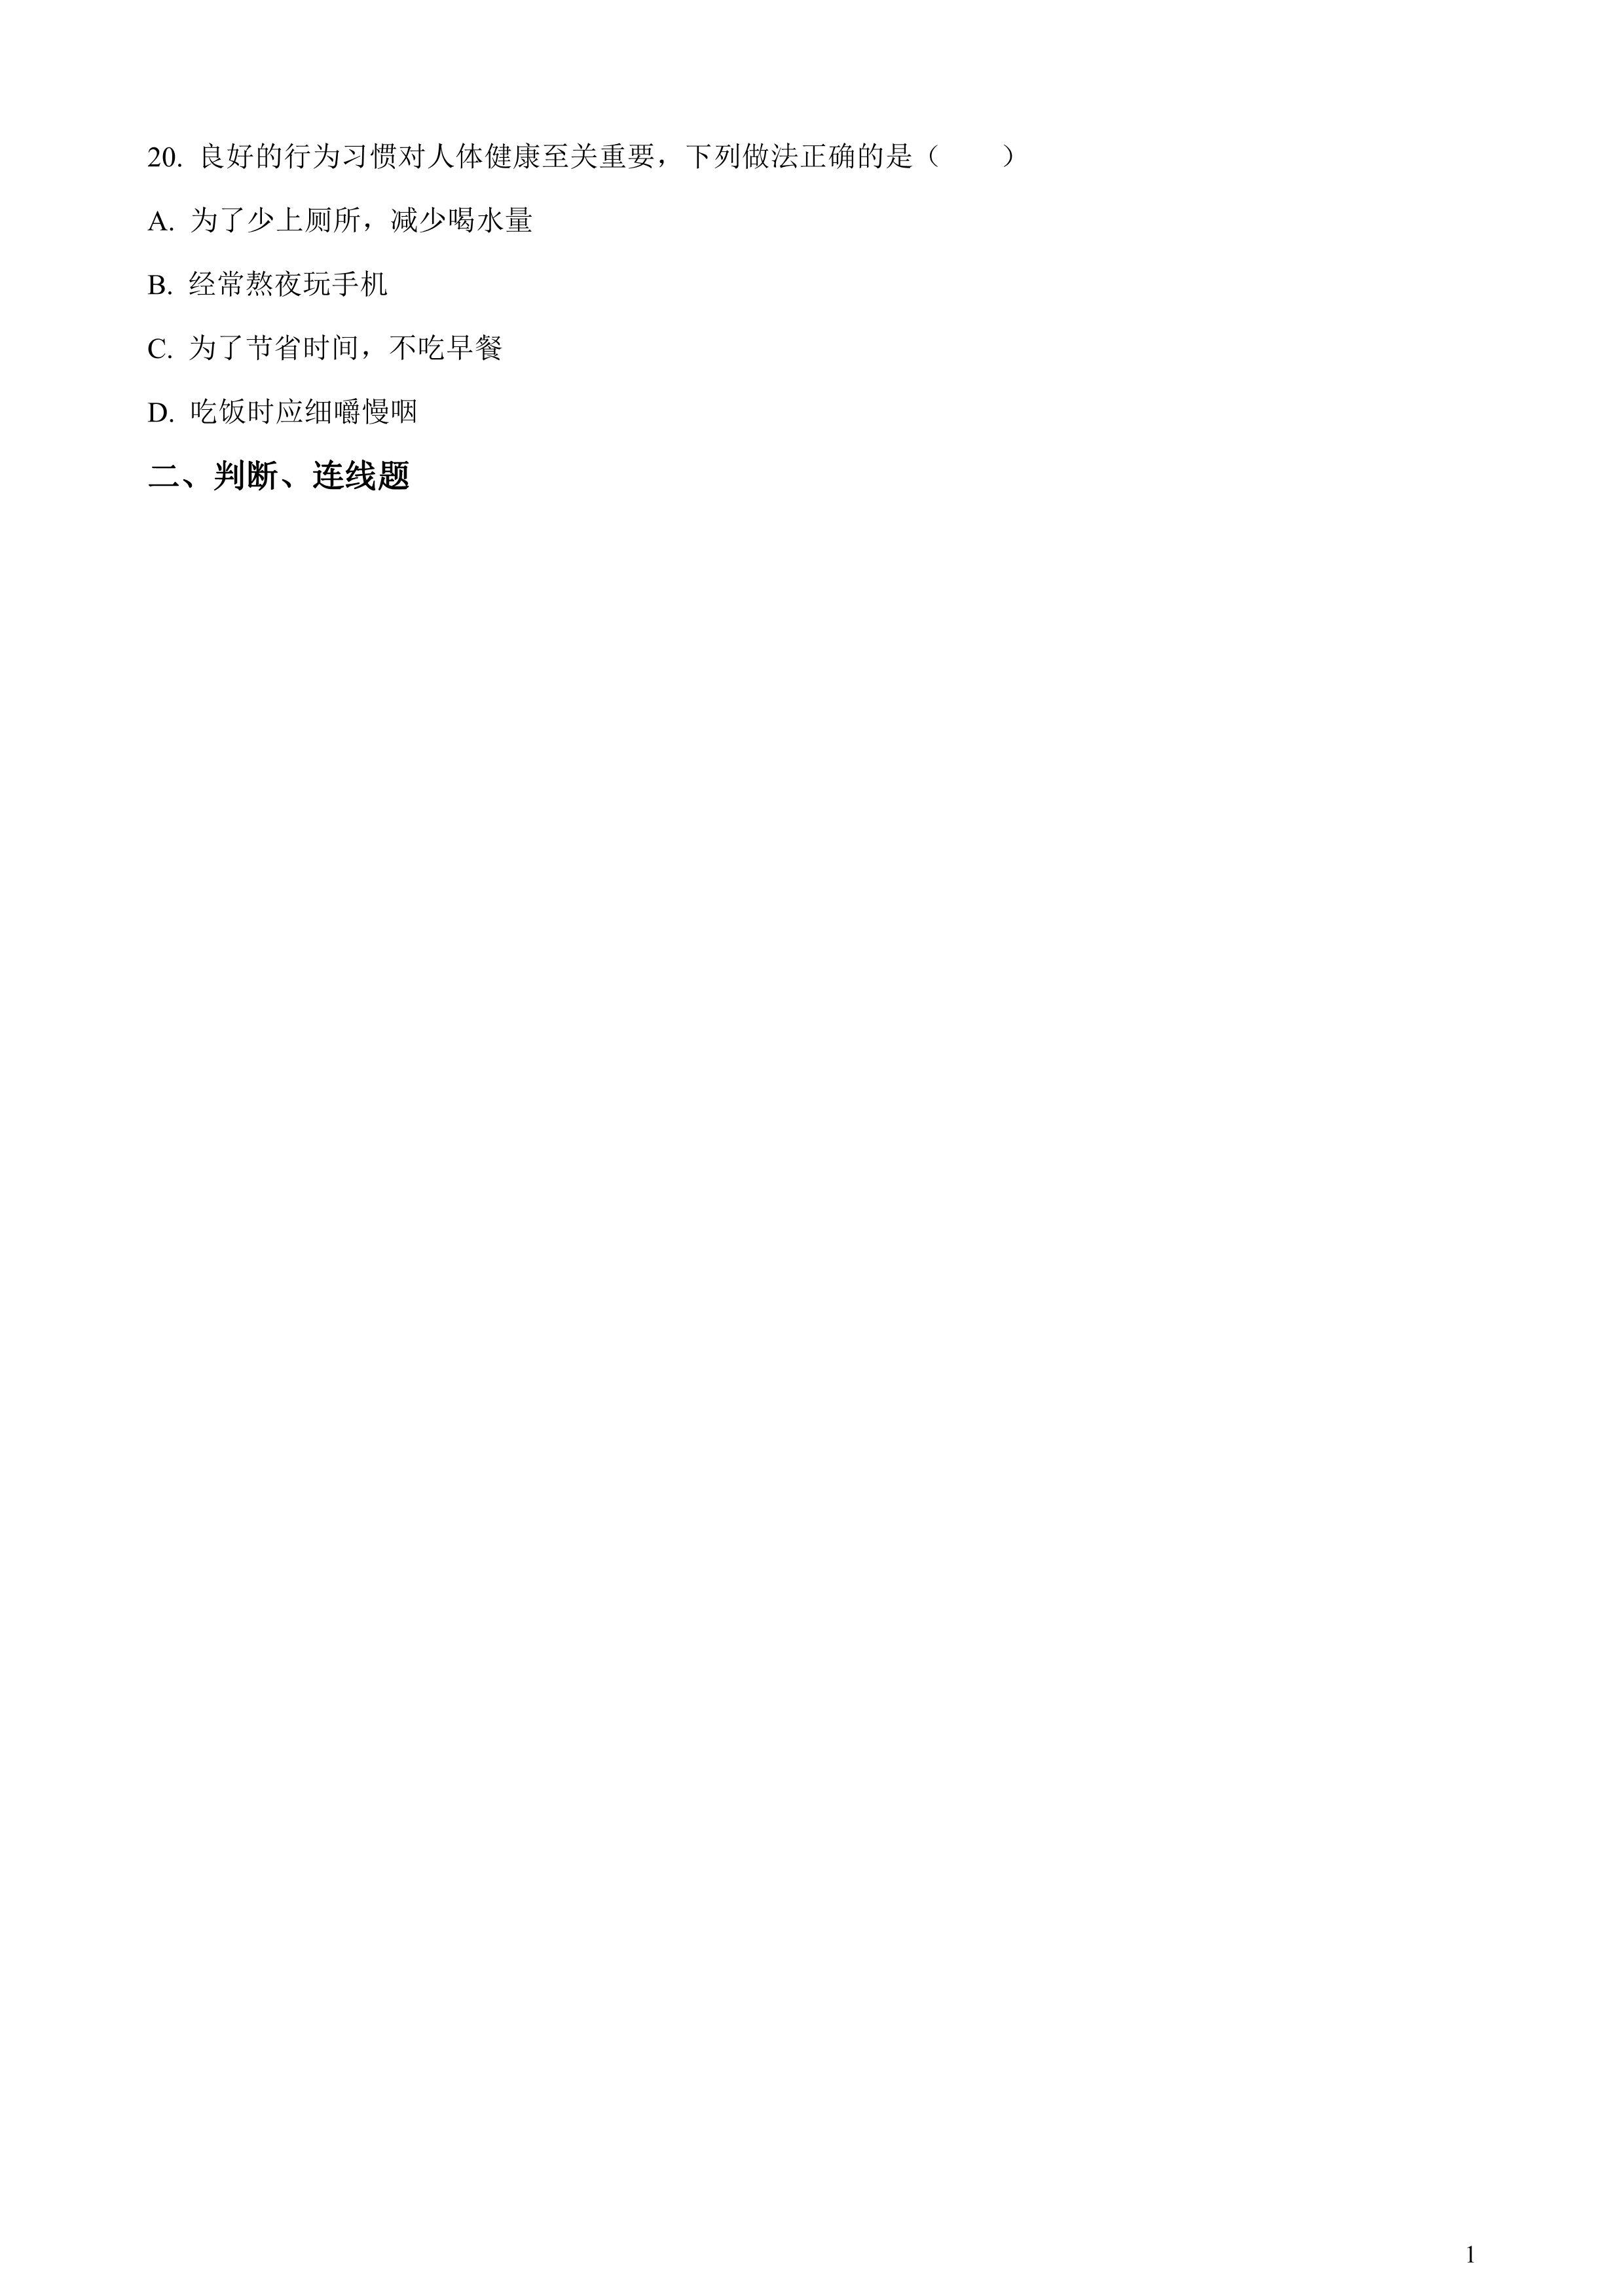 20. 良好的行为习惯对人体健康至关重要，下列做法正确的是（　　）
A. 为了少上厕所，减少喝水量
B. 经常熬夜玩手机
C. 为了节省时间，不吃早餐
D. 吃饭时应细嚼慢咽
二、判断、连线题
1